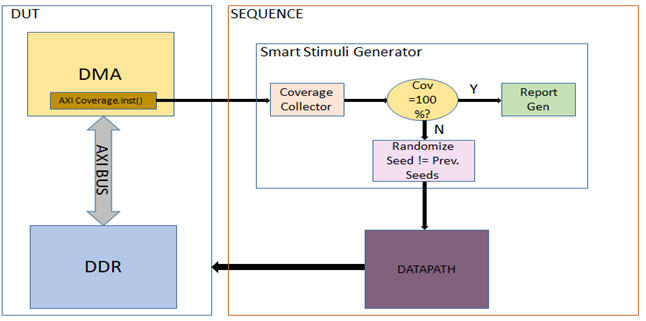 DUT
SEQUENCE
DMA
AXI Coverage.inst()
AXI BUS
DDR
Smart Stimuli Generator
Coverage
Collector
Cov
=100
%?
Y
Report
Gen
N
Randomize
Seed != Prev.
Seeds
DATAPATH